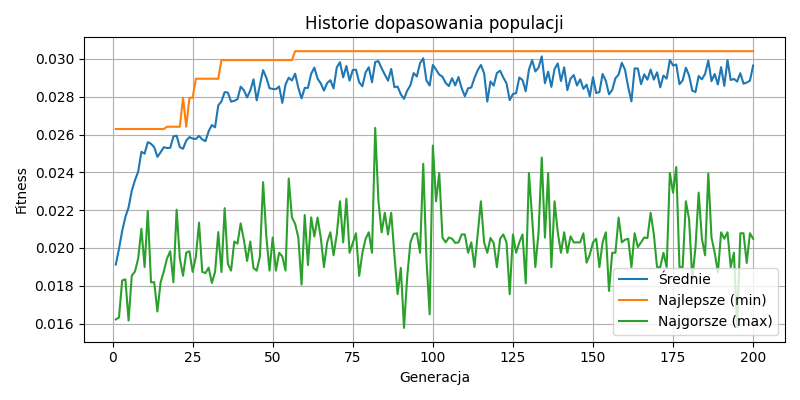 Historie dopasowania populacji
Fitness
0.030
0.028
0.026
0.024
0.022
0.020
0.018
0.016
0
25
50
75
100
125
150
175
200
Generacja
Średnie
Najlepsze (min)
Najgorsze (max)